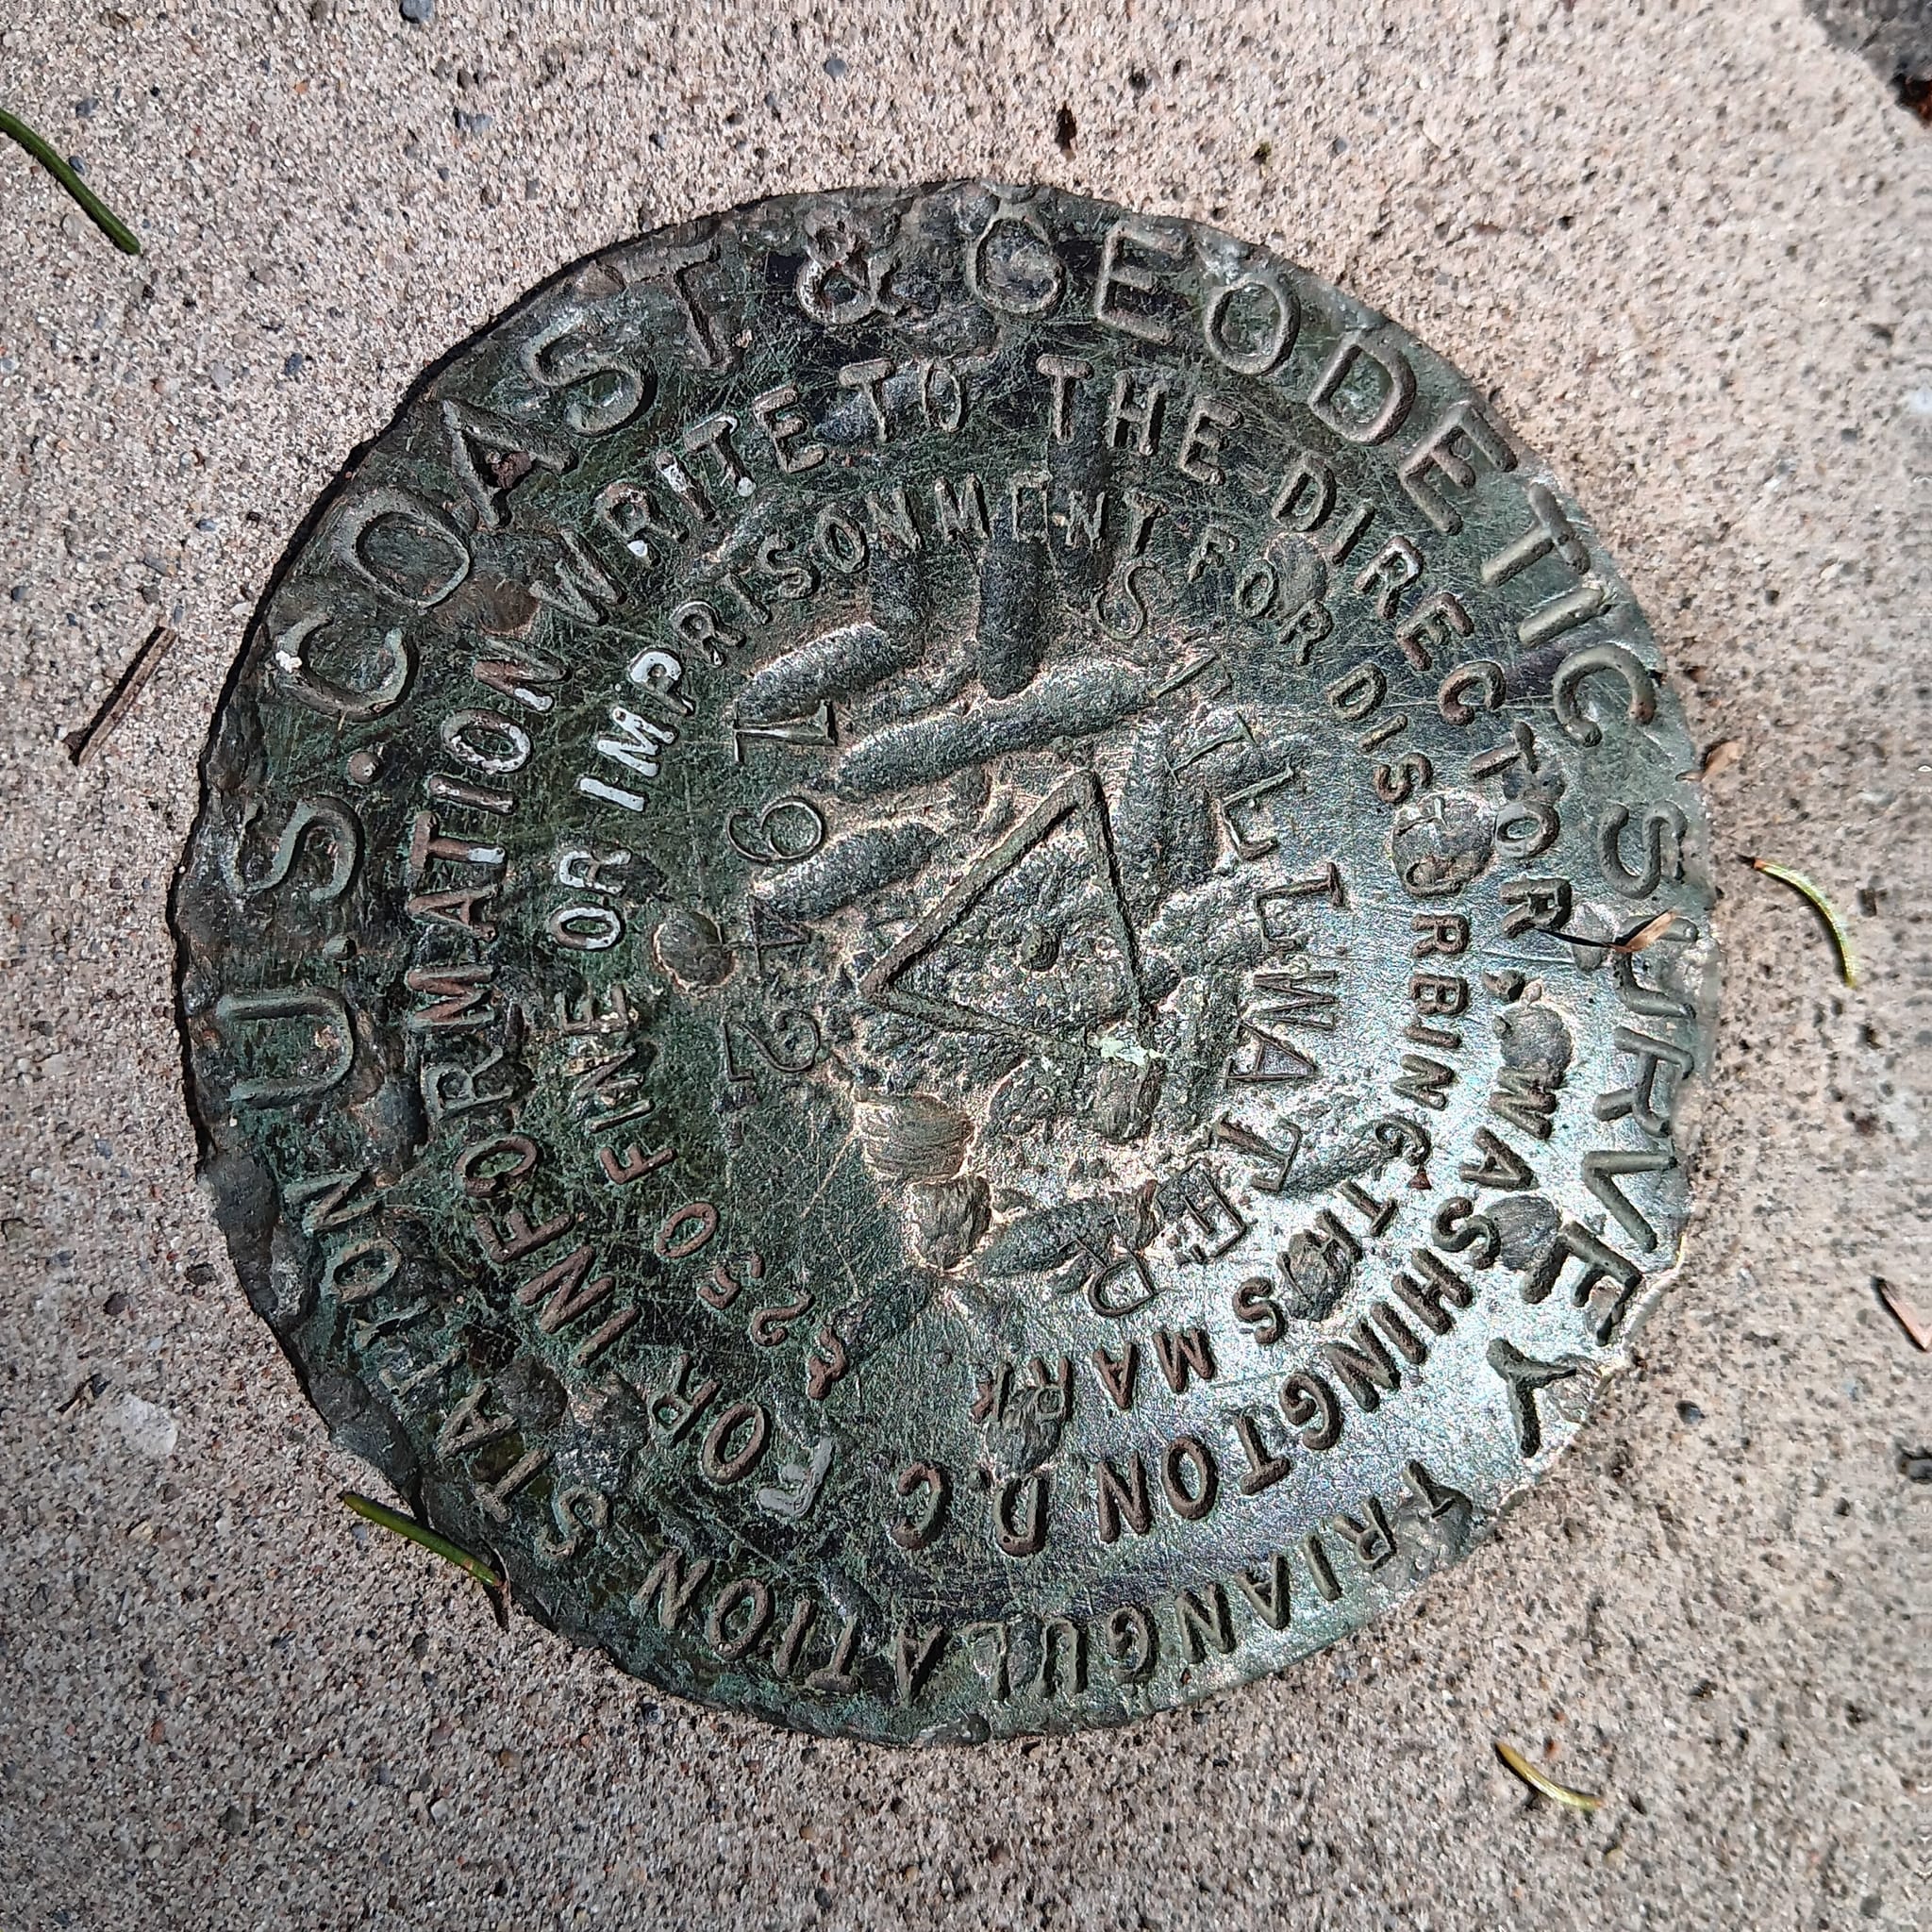 U.S. COAST & GEODETIC SURVEY
TRIANGULATION STATION
FOR INFORMATION WRITE TO THE DIRECTOR, WASHINGTON D.C
$250 FINE OR IMPRISONMENT FOR DISTURBING THIS MARK
STILLWATER
1942